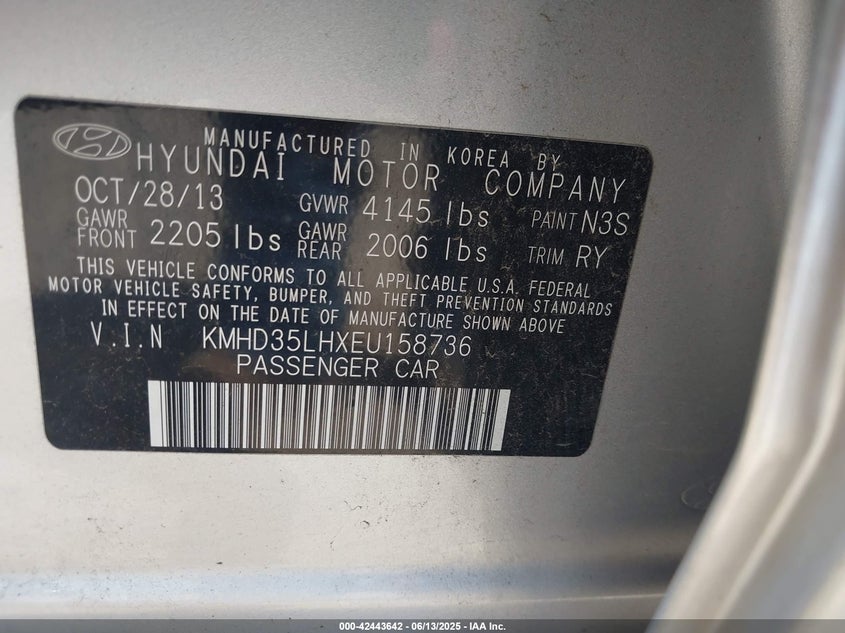 MANUFACTURED IN KOREA BY
HYUNDAI MOTOR COMPANY
OCT/28/13 GVWR 4145 lbs PAINT N3S
GAWR FRONT 2205 lbs GAWR REAR 2006 lbs TRIM RY
THIS VEHICLE CONFORMS TO ALL APPLICABLE U.S.A. FEDERAL
MOTOR VEHICLE SAFETY, BUMPER, AND THEFT PREVENTION STANDARDS
IN EFFECT ON THE DATE OF MANUFACTURE SHOWN ABOVE
V.I.N KMHD35LHXEU158736
PASSENGER CAR
000-42443642 - 06/13/2025 - IAA Inc.